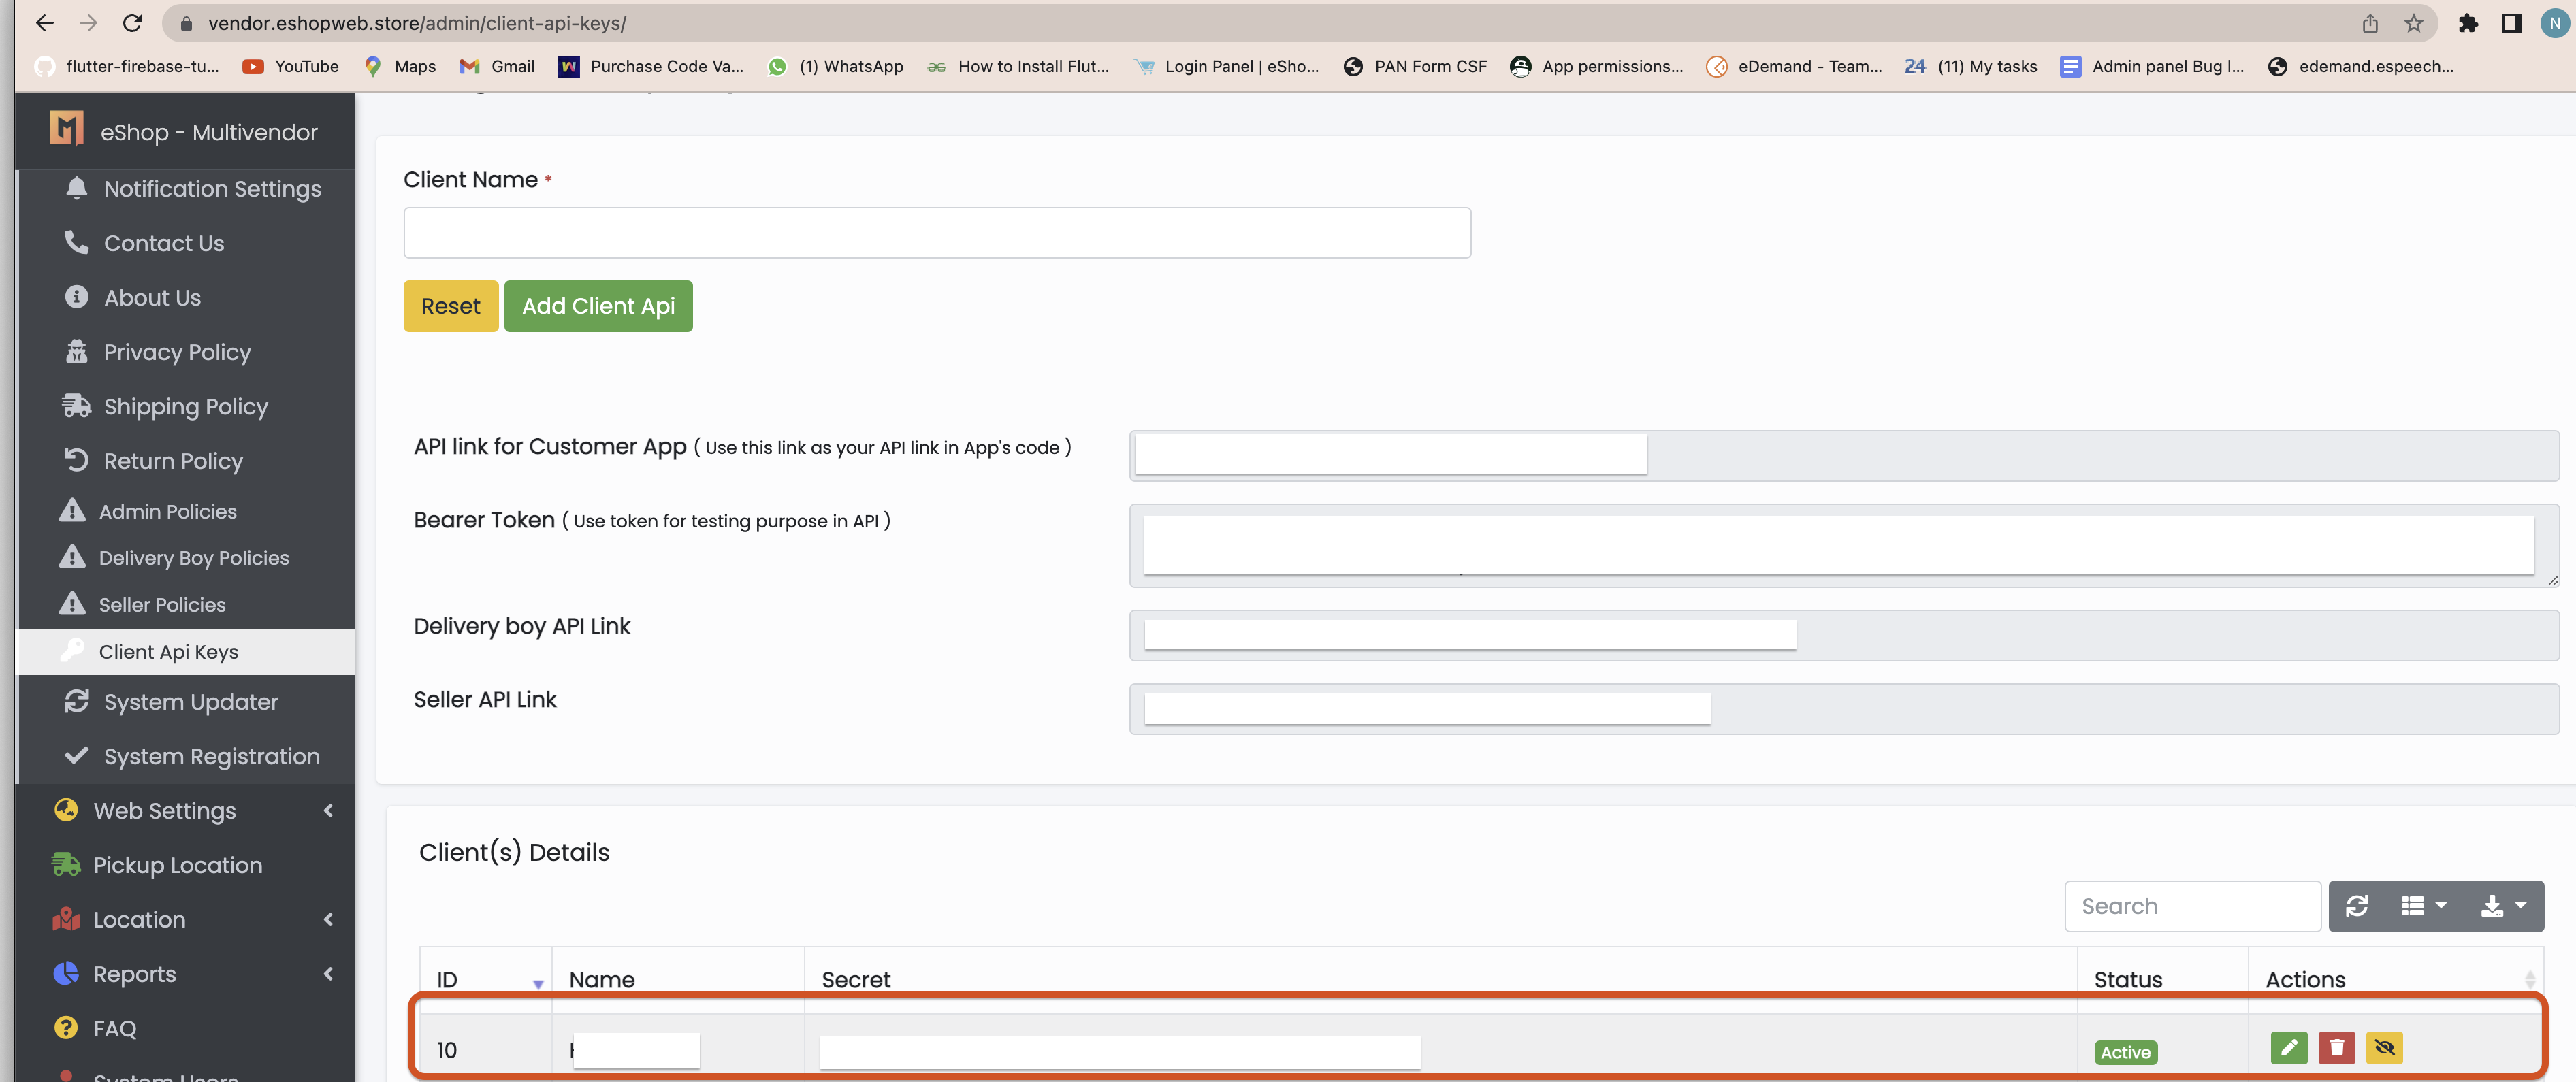 vendor.eshopweb.store/admin/client-api-keys/
N
flutter-firebase-tu...
YouTube
Maps
Gmail
Purchase Code Va...
(1) WhatsApp
How to Install Flut...
Login Panel | eSho...
PAN Form CSF
App permissions...
eDemand - Team...
24 (11) My tasks
Admin panel Bug l...
edemand.espeech...
eShop - Multivendor
Notification Settings
Contact Us
About Us
Privacy Policy
Shipping Policy
Return Policy
Admin Policies
Delivery Boy Policies
Seller Policies
Client Api Keys
System Updater
System Registration
Web Settings
Pickup Location
Location
Reports
FAQ
System Users
Client Name *
Reset
Add Client Api
API link for Customer App ( Use this link as your API link in App's code )
Bearer Token ( Use token for testing purpose in API )
Delivery boy API Link
Seller API Link
Client(s) Details
Search
ID Name Secret Status Actions
10 Active